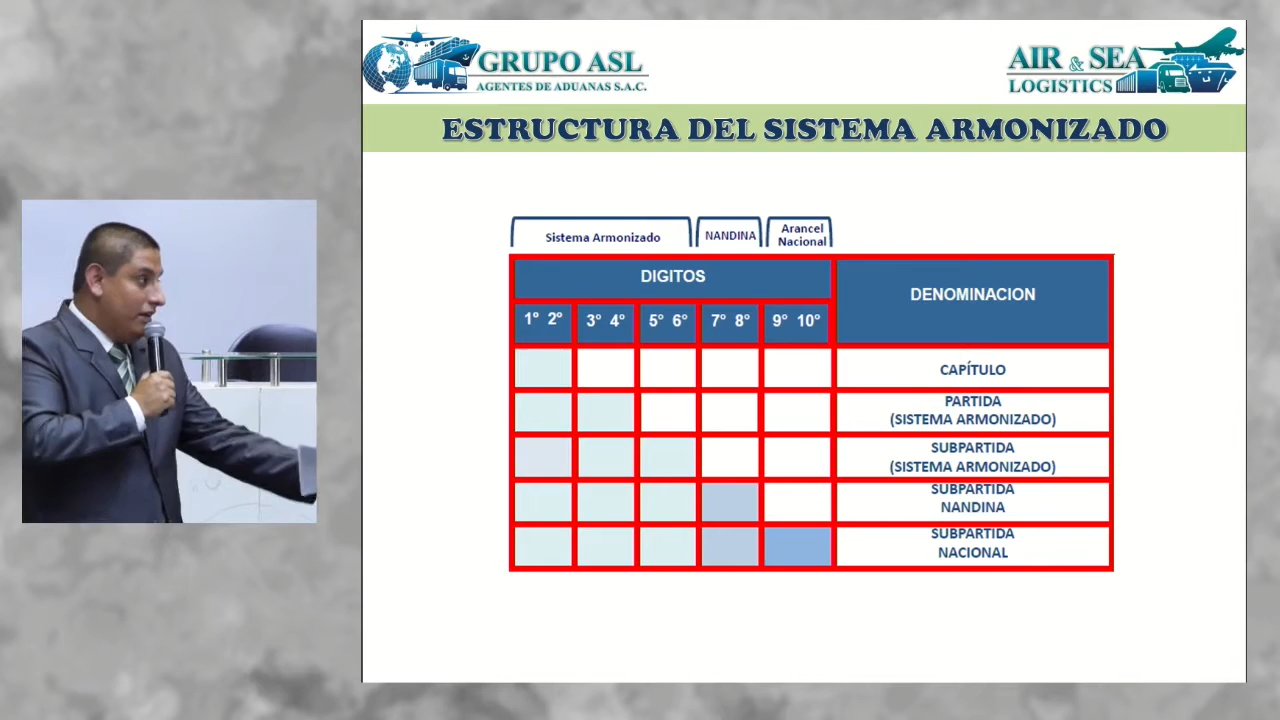 GRUPO ASL
AGENTES DE ADUANAS S.A.C.
AIR & SEA
LOGISTICS
ESTRUCTURA DEL SISTEMA ARMONIZADO
Sistema Armonizado
NANDINA
Arancel
Nacional
DIGITOS
DENOMINACION
1º 2º
3° 4°
5° 6°
7° 8°
9° 10°
CAPÍTULO
PARTIDA
(SISTEMA ARMONIZADO)
SUBPARTIDA
(SISTEMA ARMONIZADO)
SUBPARTIDA
NANDINA
SUBPARTIDA
NACIONAL